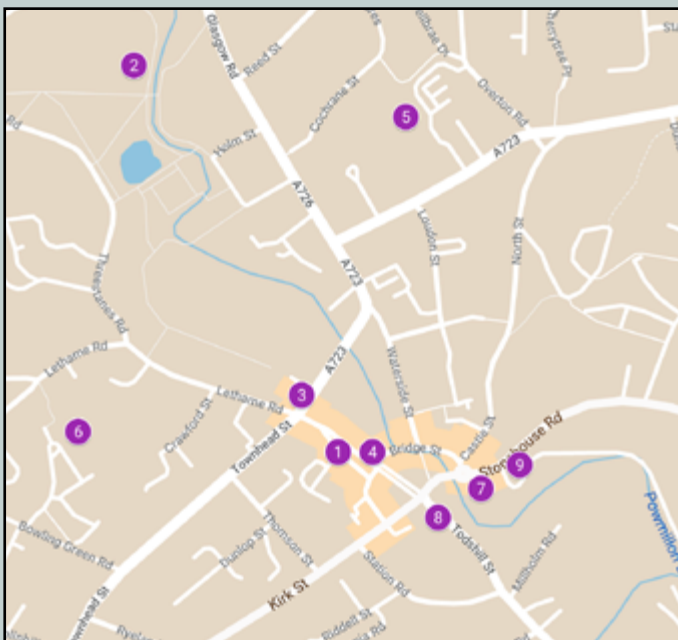 Glasgow Rd
Reed St
Cochrane St
Overton Rd
2
5
Rd
Holm St
A723
A726
Loudon St
North St
A723
Threestanes Rd
Lethame Rd
A723
Waterside St
3
Lethame Rd
Crawford St
Castle St
6
Townhead St
1
4
Bridge St
Stonehouse Rd
9
7
8
Bowling Green Rd
Thomson St
Dunlop St
Todshill St
Millholm Rd
Station Rd
Kirk St
Riddell St
Rd